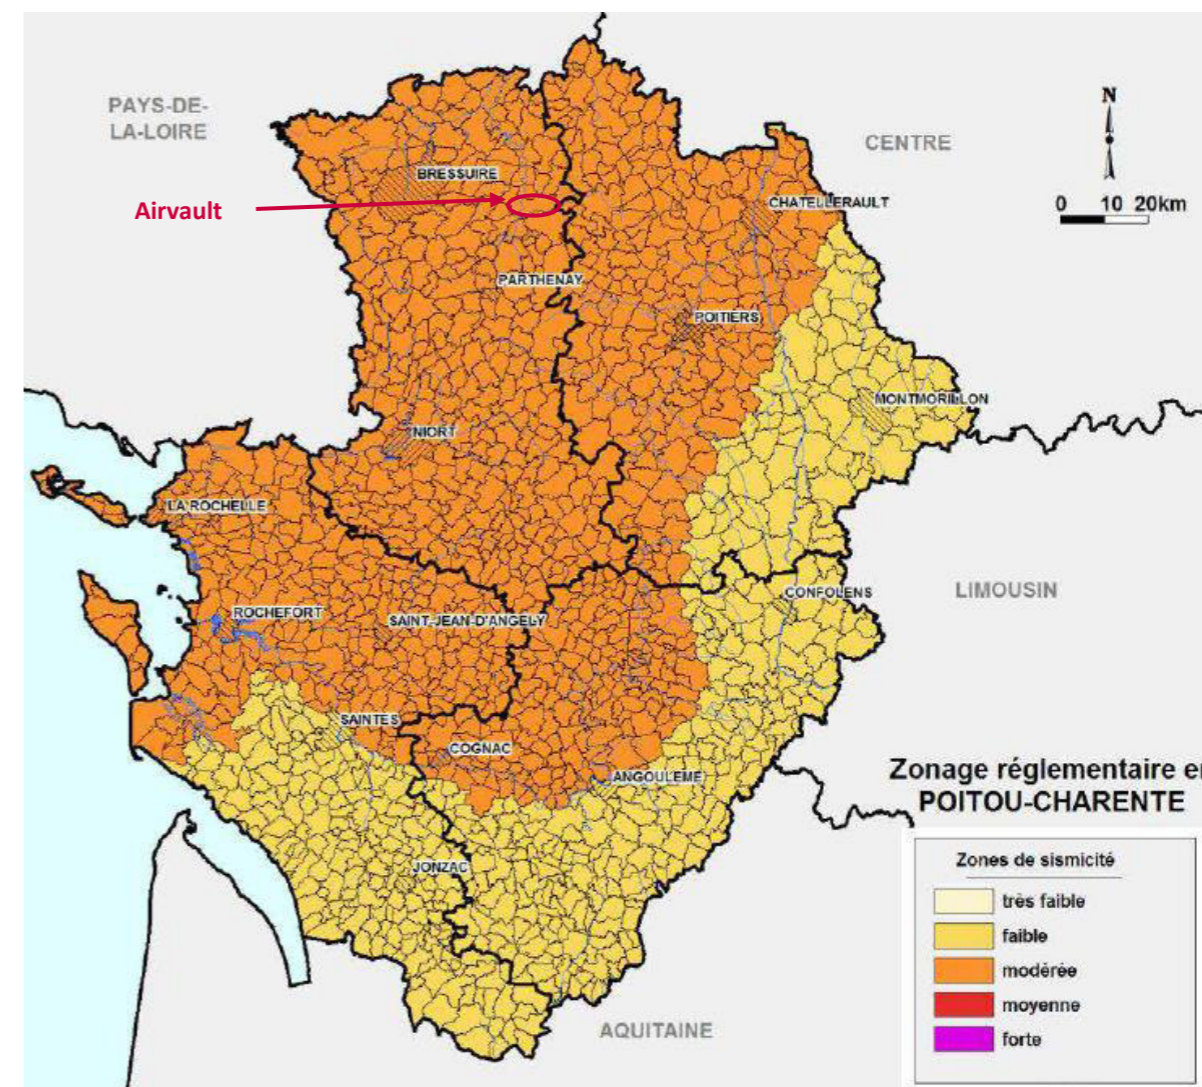 PAYS-DE-
LA-LOIRE
N
CENTRE
BRESSUIRE
Airvault
CHATELLERAULT
0 10 20km
PARTHENAY
POITIERS
MONTMORILLON
NIORT
LA ROCHELLE
CONFOLENS
LIMOUSIN
ROCHEFORT
SAINT-JEAN-D'ANGELY
SAINTES
COGNAC
ANGOULEME
Zonage réglementaire en
POITOU-CHARENTE
JONZAC
Zones de sismicité
très faible
faible
modérée
moyenne
forte
AQUITAINE